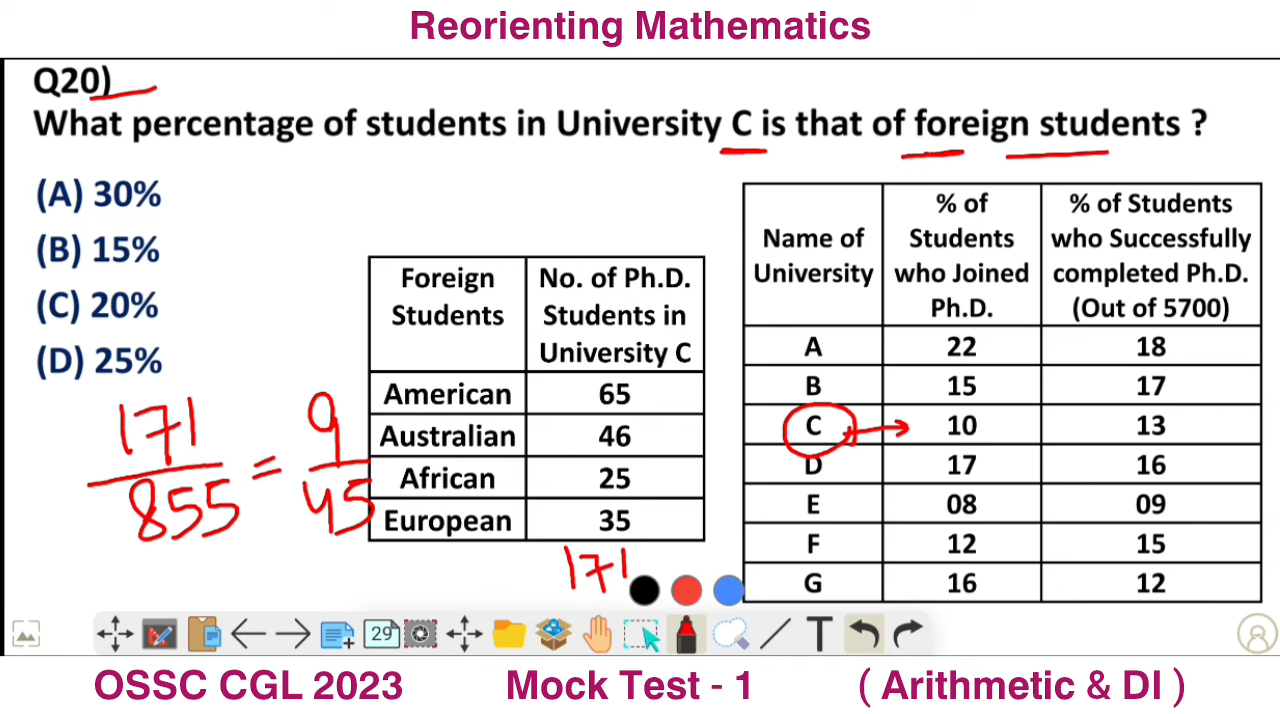 Reorienting Mathematics
Q20)
What percentage of students in University C is that of foreign students ?
(A) 30%
(B) 15%
(C) 20%
(D) 25%
171
855
=
9
45
Foreign Students No. of Ph.D. Students in University C
American 65
Australian 46
African 25
European 35
171
Name of University % of Students who Joined Ph.D. % of Students who Successfully completed Ph.D. (Out of 5700)
A 22 18
B 15 17
C 10 13
D 17 16
E 08 09
F 12 15
G 16 12
29
T
OSSC CGL 2023 Mock Test - 1 ( Arithmetic & DI )